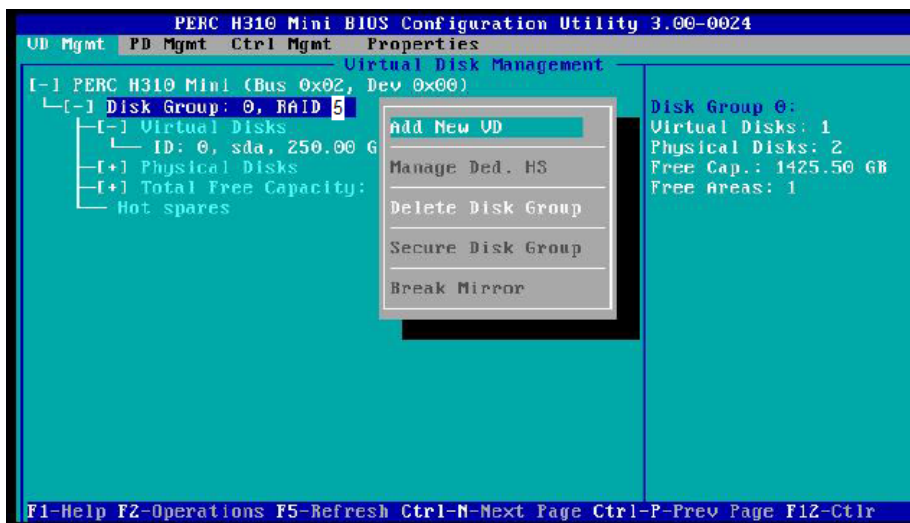 PERC H310 Mini BIOS Configuration Utility 3.00-0024
VD Mgmt PD Mgmt Ctrl Mgmt Properties
Virtual Disk Management
[-] PERC H310 Mini (Bus 0x02, Dev 0x00)
[-] Disk Group: 0, RAID 5
[-] Virtual Disks
ID: 0, sda, 250.00 G
[+] Physical Disks
[+] Total Free Capacity:
Hot spares
Add New VD
Manage Ded. HS
Delete Disk Group
Secure Disk Group
Break Mirror
Disk Group 0:
Virtual Disks: 1
Physical Disks: 2
Free Cap.: 1425.50 GB
Free Areas: 1
F1-Help F2-Operations F5-Refresh Ctrl-N-Next Page Ctrl-P-Prev Page F12-Ctlr